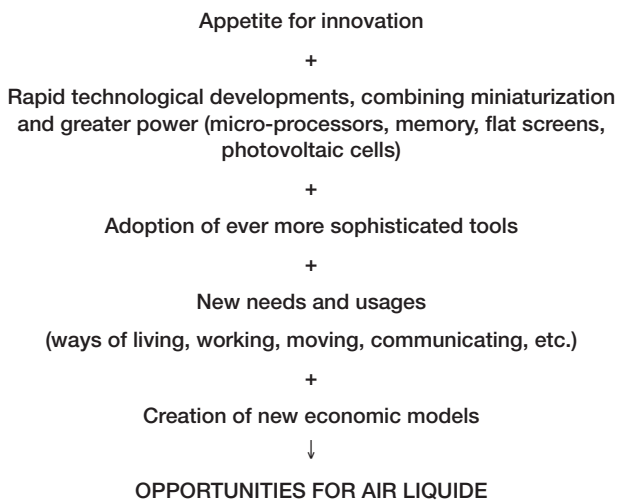 Appetite for innovation
+
Rapid technological developments, combining miniaturization
and greater power (micro-processors, memory, flat screens,
photovoltaic cells)
+
Adoption of ever more sophisticated tools
+
New needs and usages
(ways of living, working, moving, communicating, etc.)
+
Creation of new economic models
↓
OPPORTUNITIES FOR AIR LIQUIDE